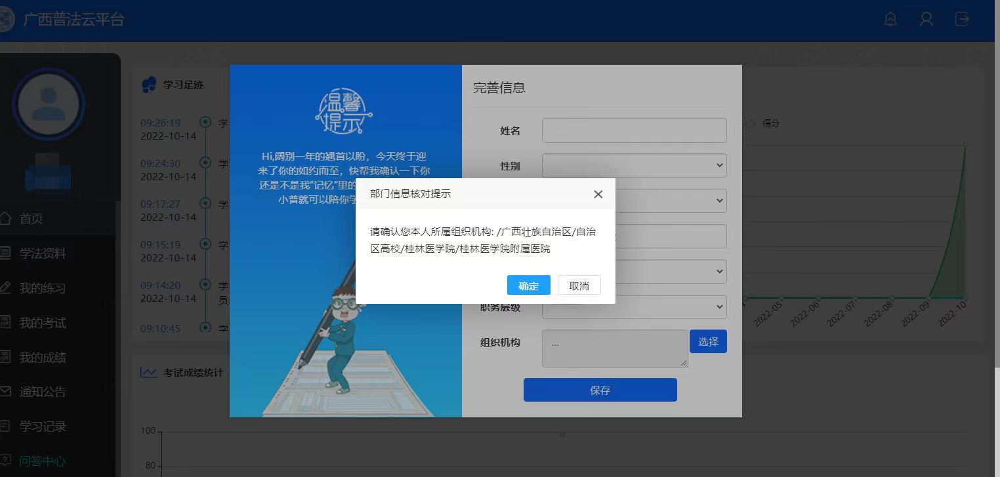 广西普法云平台
学习足迹
09:26:19
2022-10-14
学
09:24:30
2022-10-14
学
09:17:27
2022-10-14
学
09:15:19
2022-10-14
学
09:14:20
2022-10-14
学
员
09:10:45
学
首页
学法资料
我的练习
我的考试
我的成绩
通知公告
学习记录
问答中心
温馨
提示
Hi,阔别一年的翘首以盼，今天终于迎
来了你的如约而至，快帮我确认一下你
还是不是我“记忆”里的
小普就可以陪你学
完善信息
姓名
性别
部门信息核对提示
请确认您本人所属组织机构: /广西壮族自治区/自治
区高校/桂林医学院/桂林医学院附属医院
确定
取消
职务层级
组织机构
...
选择
保存
得分
2022-05
2022-06
2022-07
2022-08
2022-09
2022-10
考试成绩统计
100
80